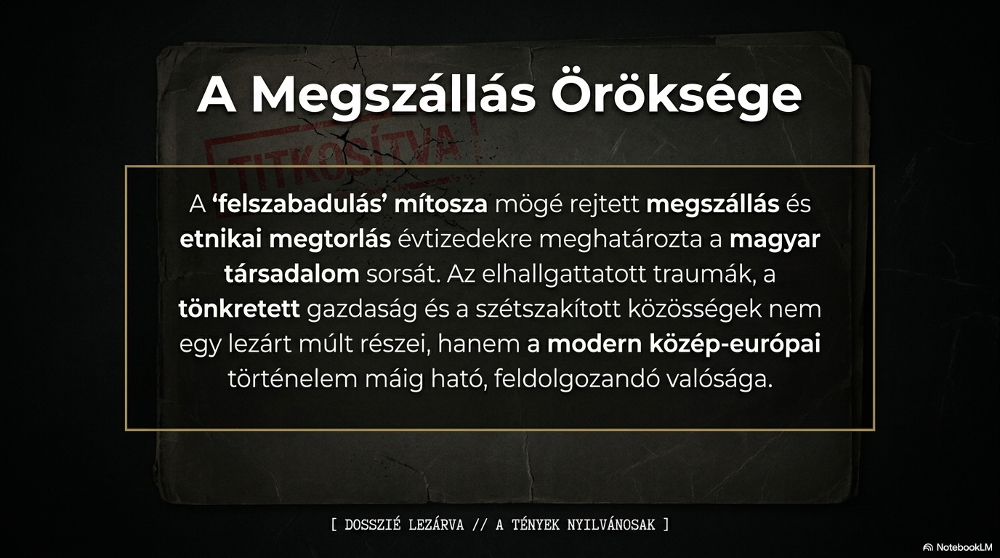 A Megszállás Öröksége
TITKOSÍTVA
A ‘felszabadulás’ mítosza mögé rejtett megszállás és
etnikai megtorlás évtizedekre meghatározta a magyar
társadalom sorsát. Az elhallgattatott traumák, a
tönkretett gazdaság és a szétszakított közösségek nem
egy lezárt múlt részei, hanem a modern közép-európai
történelem máig ható, feldolgozandó valósága.
[ DOSSZIÉ LEZÁRVA // A TÉNYEK NYILVÁNOSAK ]
NotebookLM